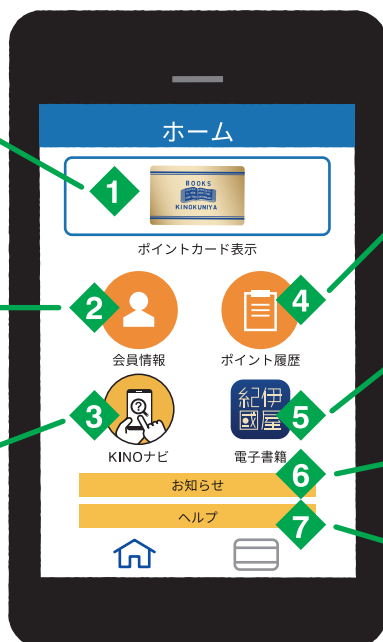 ホーム
1
BOOKS
KINOKUNIYA
ポイントカード表示
2
4
会員情報
ポイント履歴
3
?
紀伊
國屋
5
KINOナビ
電子書籍
6
お知らせ
ヘルプ
7